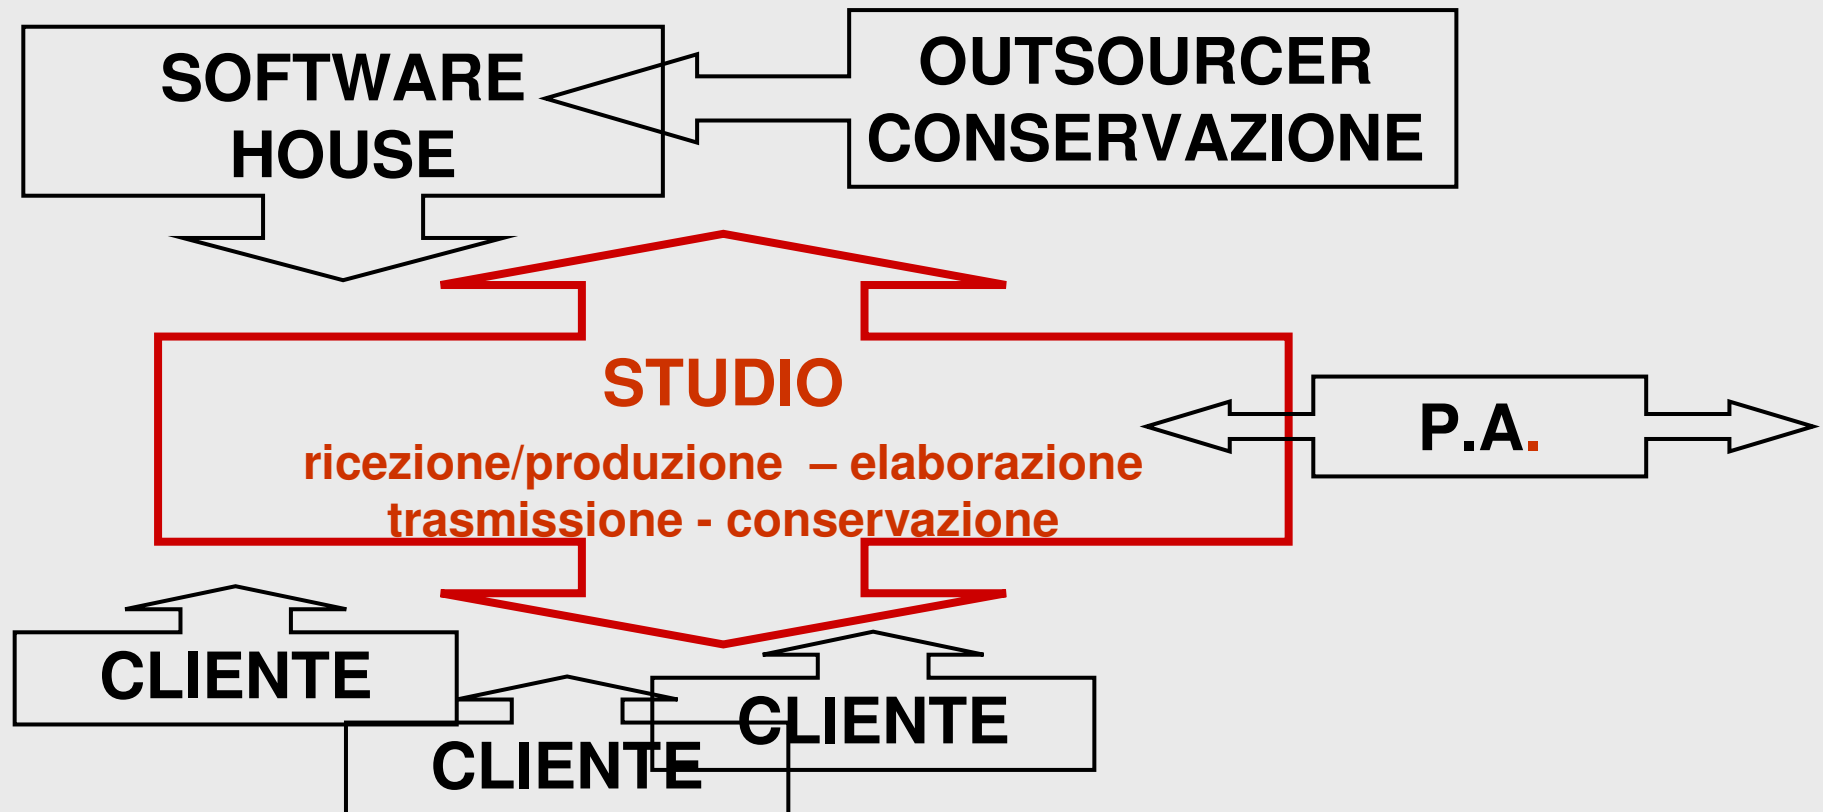 SOFTWARE
HOUSE
OUTSOURCER
CONSERVAZIONE
STUDIO
ricezione/produzione – elaborazione
trasmissione - conservazione
P.A.
CLIENTE
CLIENTE
CLIENTE